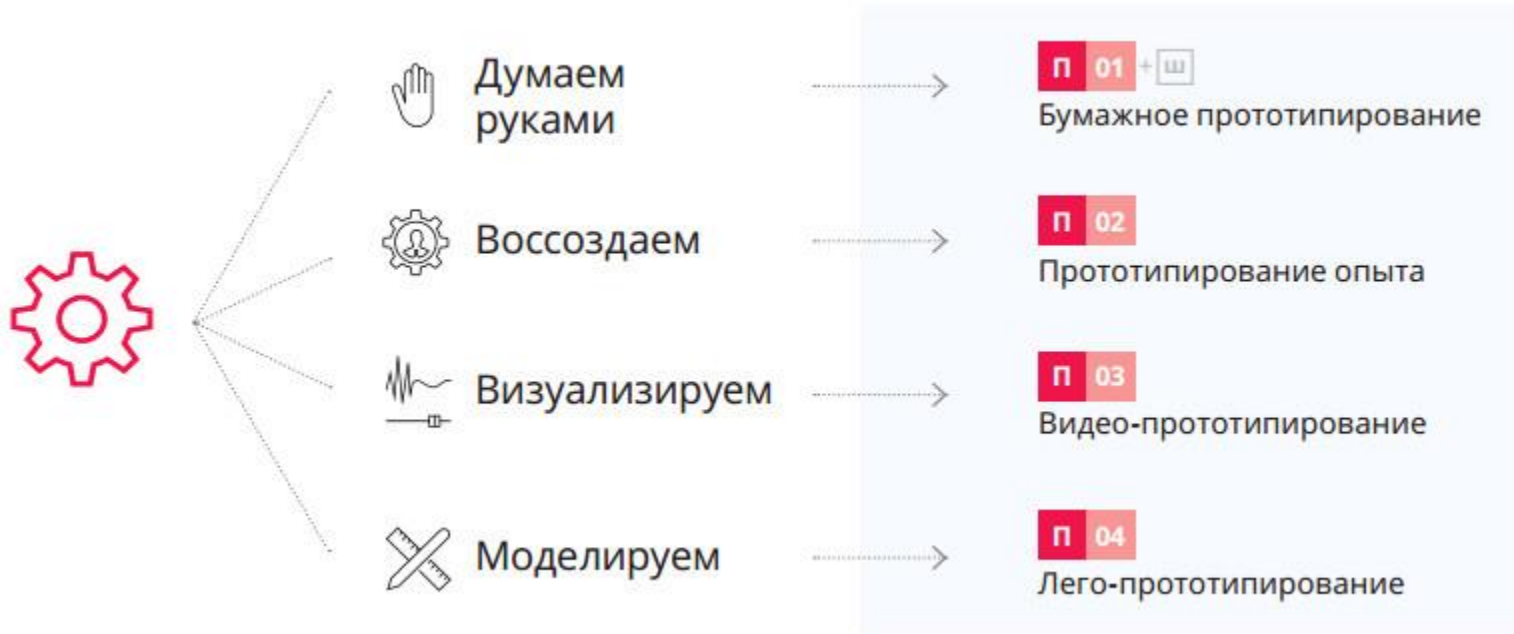 Думаем
руками
П 01 + Ш
Бумажное прототипирование
Воссоздаем
П 02
Прототипирование опыта
Визуализируем
П 03
Видео-прототипирование
Моделируем
П 04
Лего-прототипирование